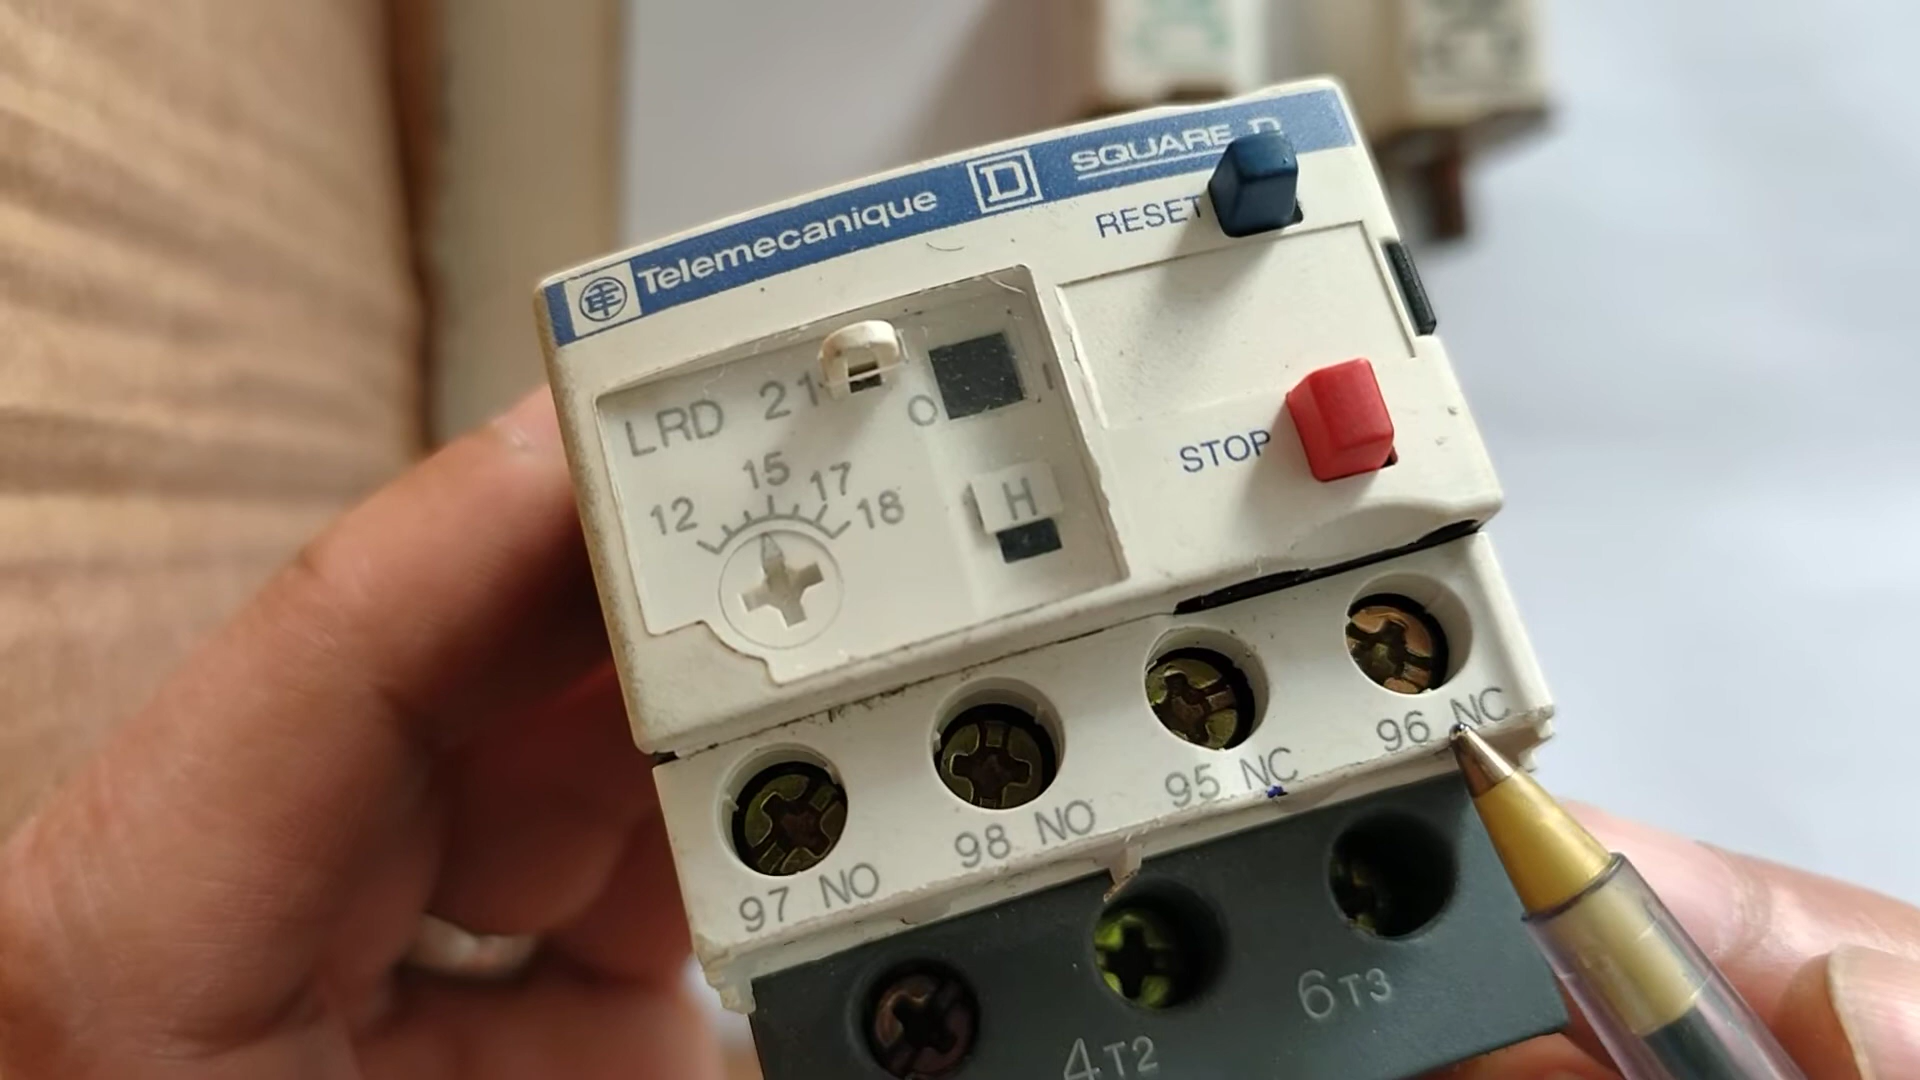 Telemecanique D SQUARE D
RESET
LRD 21
O
STOP
15 17
12 18
H
96 NC
95 NC
98 NO
97 NO
6T3
4T2